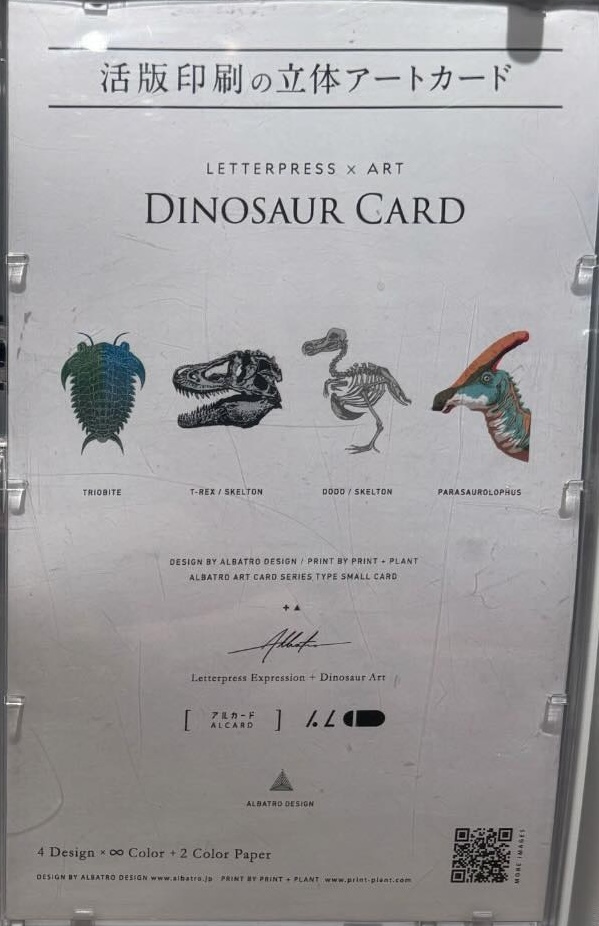 活版印刷の立体アートカード
LETTERPRESS × ART
DINOSAUR CARD
TRIOBITE
T-REX / SKELTON
DODO / SKELTON
PARASAUROLOPHUS
DESIGN BY ALBATRO DESIGN / PRINT BY PRINT + PLANT
ALBATRO ART CARD SERIES TYPE SMALL CARD
+▲
Albatro
Letterpress Expression + Dinosaur Art
[ アルカード ]
ALCARD
ALBATRO DESIGN
4 Design × ∞ Color + 2 Color Paper
DESIGN BY ALBATRO DESIGN www.albatro.jp PRINT BY PRINT + PLANT www.print-plant.com
MORE IMAGES